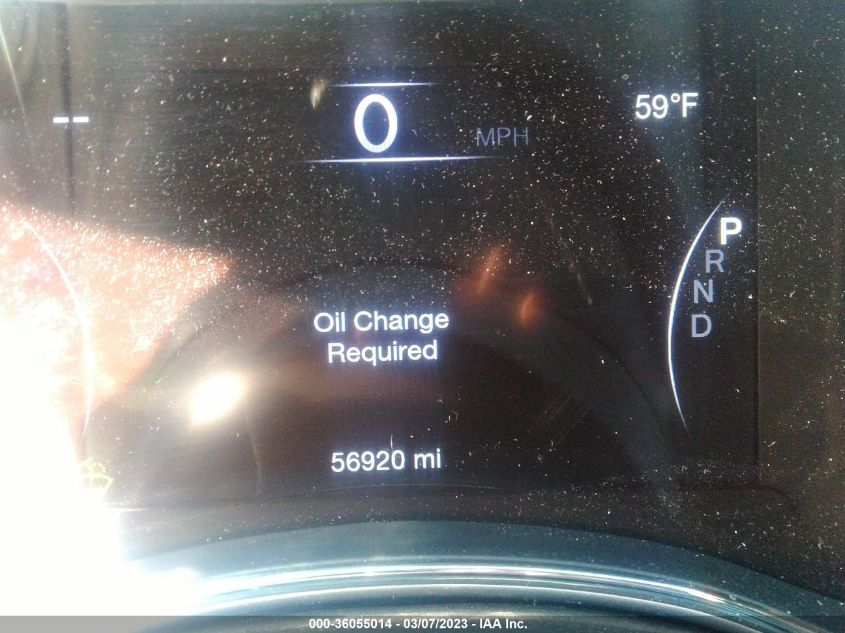 --
0
MPH
59°F
P
R
N
D
Oil Change
Required
56920 mi
000-36055014 - 03/07/2023 - IAA Inc.